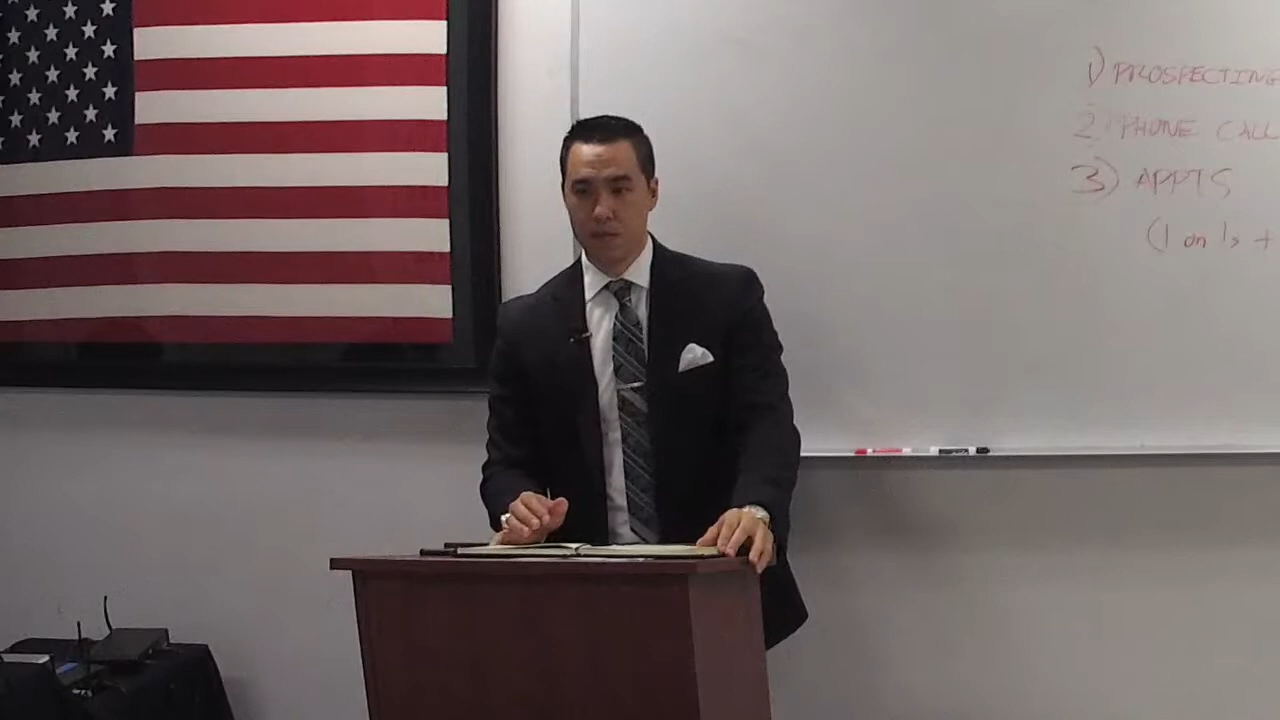 1) PROSPECTING
2) PHONE CALL
3) APPTS
(1 on 1s +